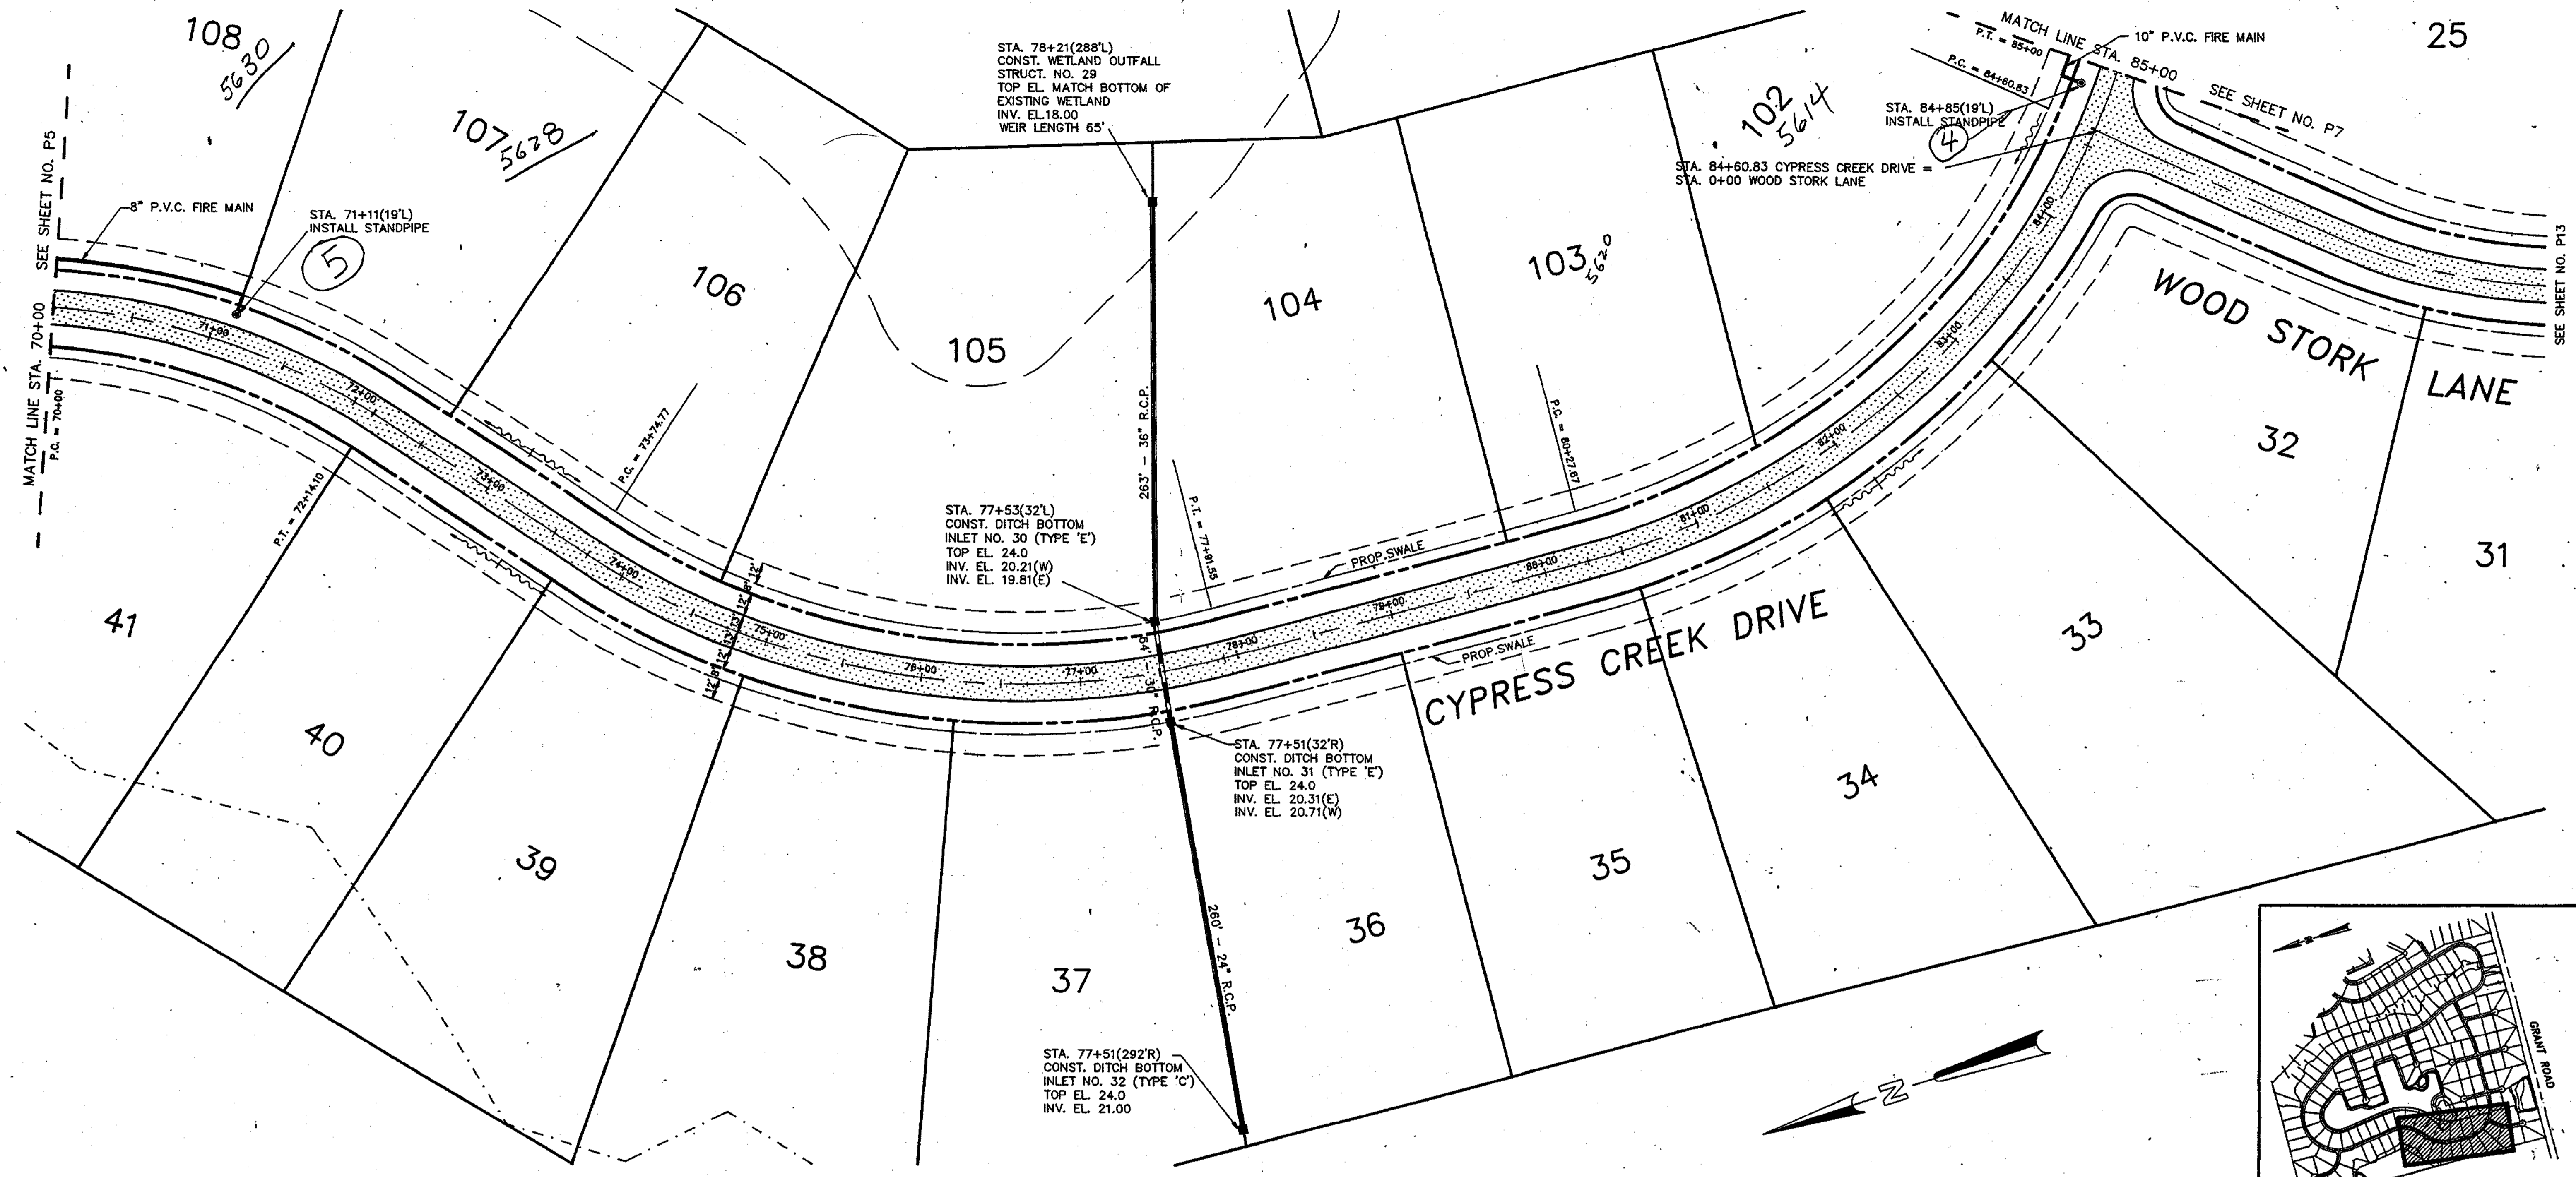 108
5630
107
5628
106
105
104
103
5620
102
5614
25
STA. 78+21(288'L)
CONST. WETLAND OUTFALL
STRUCT. NO. 29
TOP EL. MATCH BOTTOM OF
EXISTING WETLAND
INV. EL.18.00
WEIR LENGTH 65'
MATCH LINE STA. 85+00
SEE SHEET NO. P7
P.T. = 85+00
P.C. = 84+60.83
10" P.V.C. FIRE MAIN
STA. 84+85(19'L)
INSTALL STANDPIPE
4
STA. 84+60.83 CYPRESS CREEK DRIVE =
STA. 0+00 WOOD STORK LANE
MATCH LINE STA. 70+00
SEE SHEET NO. P5
P.C. = 70+00
8" P.V.C. FIRE MAIN
STA. 71+11(19'L)
INSTALL STANDPIPE
5
SEE SHEET NO. P13
WOOD STORK LANE
71+00
72+00
73+00
74+00
75+00
76+00
77+00
78+00
79+00
80+00
81+00
82+00
83+00
84+00
P.T. = 72+14.10
P.C. = 73+74.77
263' - 36" R.C.P.
P.T. = 77+91.55
P.C. = 80+27.67
STA. 77+53(32'L)
CONST. DITCH BOTTOM
INLET NO. 30 (TYPE 'E')
TOP EL. 24.0
INV. EL. 20.21(W)
INV. EL. 19.81(E)
PROP.SWALE
PROP.SWALE
12' 8' 12' 13' 13' 12' 8' 12'
64' - 30" R.C.P.
CYPRESS CREEK DRIVE
STA. 77+51(32'R)
CONST. DITCH BOTTOM
INLET NO. 31 (TYPE 'E')
TOP EL. 24.0
INV. EL. 20.31(E)
INV. EL. 20.71(W)
41
40
39
38
37
36
35
34
33
32
31
260' - 24" R.C.P.
STA. 77+51(292'R)
CONST. DITCH BOTTOM
INLET NO. 32 (TYPE 'C')
TOP EL. 24.0
INV. EL. 21.00
N
N
GRANT ROAD